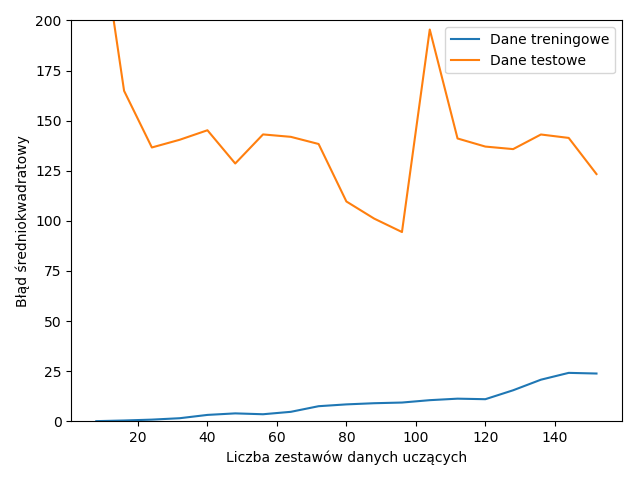 Dane treningowe
Dane testowe
200
175
150
125
100
75
50
25
0
Błąd średniokwadratowy
20 40 60 80 100 120 140
Liczba zestawów danych uczących